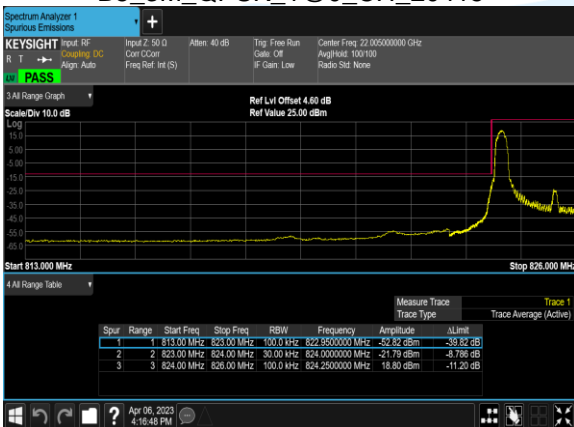 Spectrum Analyzer 1
Spurious Emissions
KEYSIGHT
R T
Input: RF
Coupling: DC
Align: Auto
Input Z: 50 Ω
Corr CCorr
Freq Ref: Int (S)
Atten: 40 dB
Trig: Free Run
Gate: Off
IF Gain: Low
Center Freq: 22.005000000 GHz
Avg|Hold: 100/100
Radio Std: None
PASS
3 All Range Graph
Scale/Div 10.0 dB
Ref Lvl Offset 4.60 dB
Ref Value 25.00 dBm
Log
15.0
5.00
-5.00
-15.0
-25.0
-35.0
-45.0
-55.0
-65.0
Start 813.000 MHz
Stop 826.000 MHz
4 All Range Table
Measure Trace Trace 1
Trace Type Trace Average (Active)
Spur Range Start Freq Stop Freq RBW Frequency Amplitude ΔLimit
1 1 813.00 MHz 823.00 MHz 100.0 kHz 822.9500000 MHz -52.82 dBm -39.82 dB
2 2 823.00 MHz 824.00 MHz 30.00 kHz 824.0000000 MHz -21.79 dBm -8.786 dB
3 3 824.00 MHz 826.00 MHz 100.0 kHz 824.2500000 MHz 18.80 dBm -11.20 dB
Apr 06, 2023
4:16:48 PM